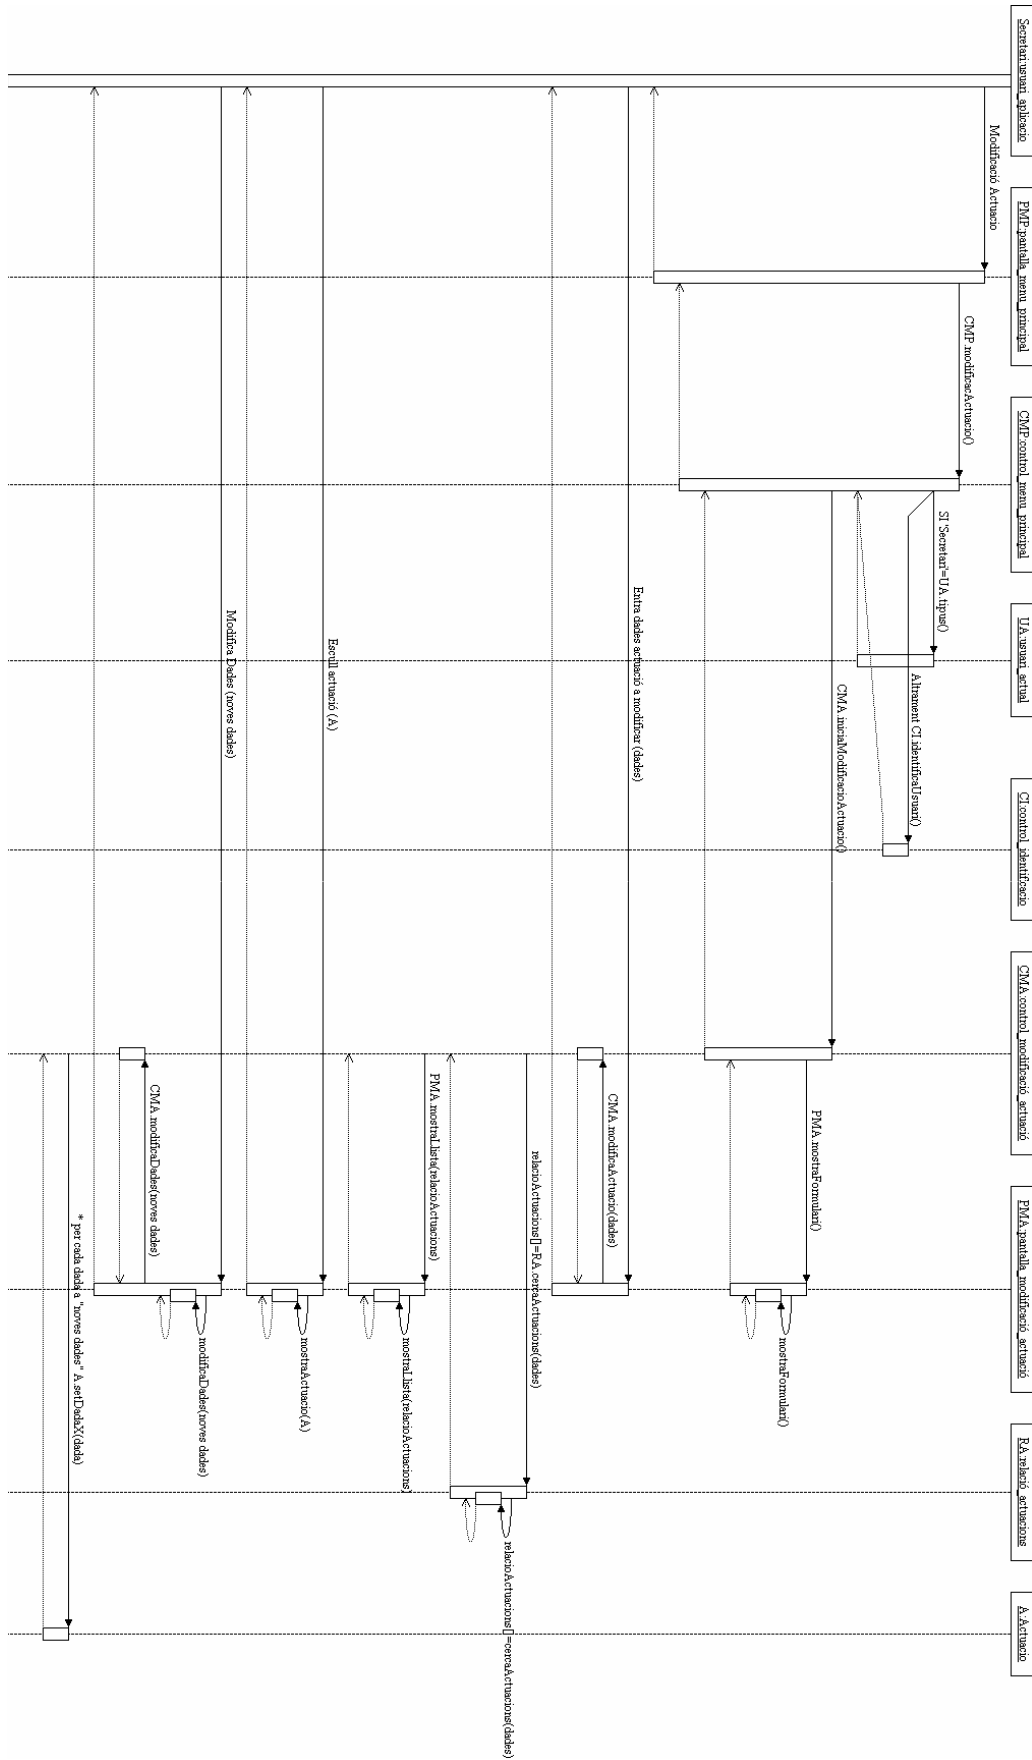 Secretari:usuari_aplicacio
PMP:pantalla_menu_principal
CMP:control_menu_principal
UA:usuari_actual
CI:control_identificacio
CMA:control_modificació_actuació
PMA:pantalla_modificació_actuació
RA:relació_actuacions
A:Actuacio
Modificació Actuacio
CMP.modificacActuacio()
SI 'Secretari'=UA.tipus()
Altrament CI.identificaUsuari()
CMA.iniciaModificacioActuacio()
PMA.mostraFormulari()
mostraFormulari()
Entra dades actuació a modificar (dades)
CMA.modificaActuacio(dades)
relacioActuacions[]=RA.cercaActuacions(dades)
relacioActuacions[]=cercaActuacions(dades)
PMA.mostraLlista(relacioActuacions)
mostraLlista(relacioActuacions)
Escull actuació (A)
mostraActuacio(A)
Modifica Dades (noves dades)
modificaDades(noves dades)
CMA.modificaDades(noves dades)
* per cada dada a "noves dades" A.setDadaX(dada)